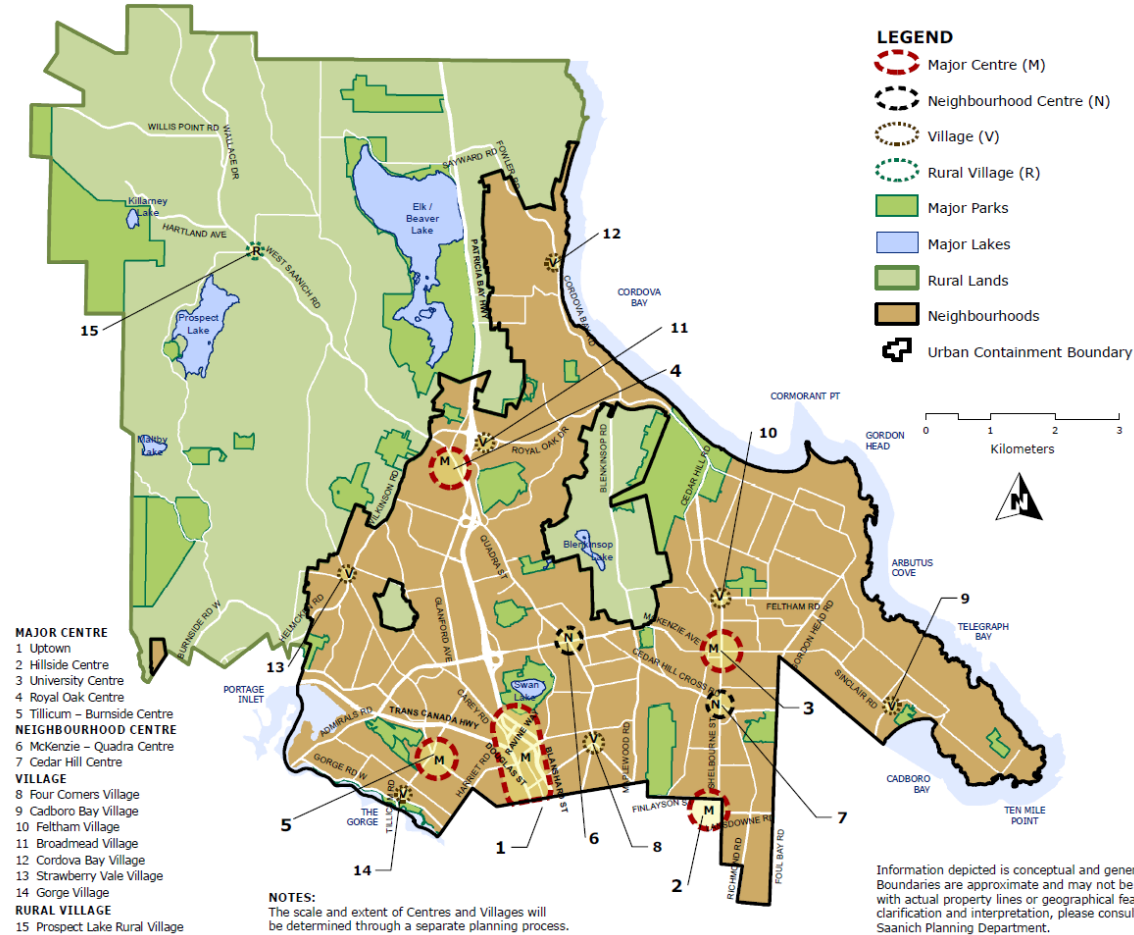 LEGEND
Major Centre (M)
Neighbourhood Centre (N)
Village (V)
Rural Village (R)
Major Parks
Major Lakes
Rural Lands
Neighbourhoods
Urban Containment Boundary
0 1 2 3
Kilometers
N
WILLIS POINT RD
WALLACE DR
SAYWARD RD
FOWLER RD
Killarney
Lake
HARTLAND AVE
Elk /
Beaver
Lake
PATRICIA BAY HWY
12
V
R
WEST SAANICH RD
CORDOVA
BAY
CORDOVA BAY RD
15
Prospect
Lake
11
4
CORMORANT PT
10
GORDON
HEAD
Maltby
Lake
V
M
ROYAL OAK DR
BLENKINSOP RD
CEDAR HILL RD
WILKINSON RD
QUADRA ST
Blenkinsop
Lake
ARBUTUS
COVE
V
HELMCKEN RD
BURNSIDE RD W
GLANFORD AVE
V
FELTHAM RD
GORDON HEAD RD
9
TELEGRAPH
BAY
N
MCKENZIE AVE
M
CEDAR HILL CROSS RD
SINCLAIR RD
13
PORTAGE
INLET
Swan
Lake
CAREY RD
N
3
V
ADMIRALS RD
TRANS CANADA HWY
RAVINE WAY
DOUGLAS ST
BLANSHARD ST
M
V
MAPLEWOOD RD
SHELBOURNE ST
GORGE RD W
M
HARRIET RD
CADBORO
BAY
TEN MILE
POINT
V
TILLICUM RD
THE
GORGE
FINLAYSON ST
M
LANSDOWNE RD
RICHMOND RD
FOUL BAY RD
5
1
6
8
2
7
14
MAJOR CENTRE
1 Uptown
2 Hillside Centre
3 University Centre
4 Royal Oak Centre
5 Tillicum – Burnside Centre
NEIGHBOURHOOD CENTRE
6 McKenzie – Quadra Centre
7 Cedar Hill Centre
VILLAGE
8 Four Corners Village
9 Cadboro Bay Village
10 Feltham Village
11 Broadmead Village
12 Cordova Bay Village
13 Strawberry Vale Village
14 Gorge Village
RURAL VILLAGE
15 Prospect Lake Rural Village
NOTES:
The scale and extent of Centres and Villages will
be determined through a separate planning process.
Information depicted is conceptual and gener
Boundaries are approximate and may not be
with actual property lines or geographical fea
clarification and interpretation, please consul
Saanich Planning Department.